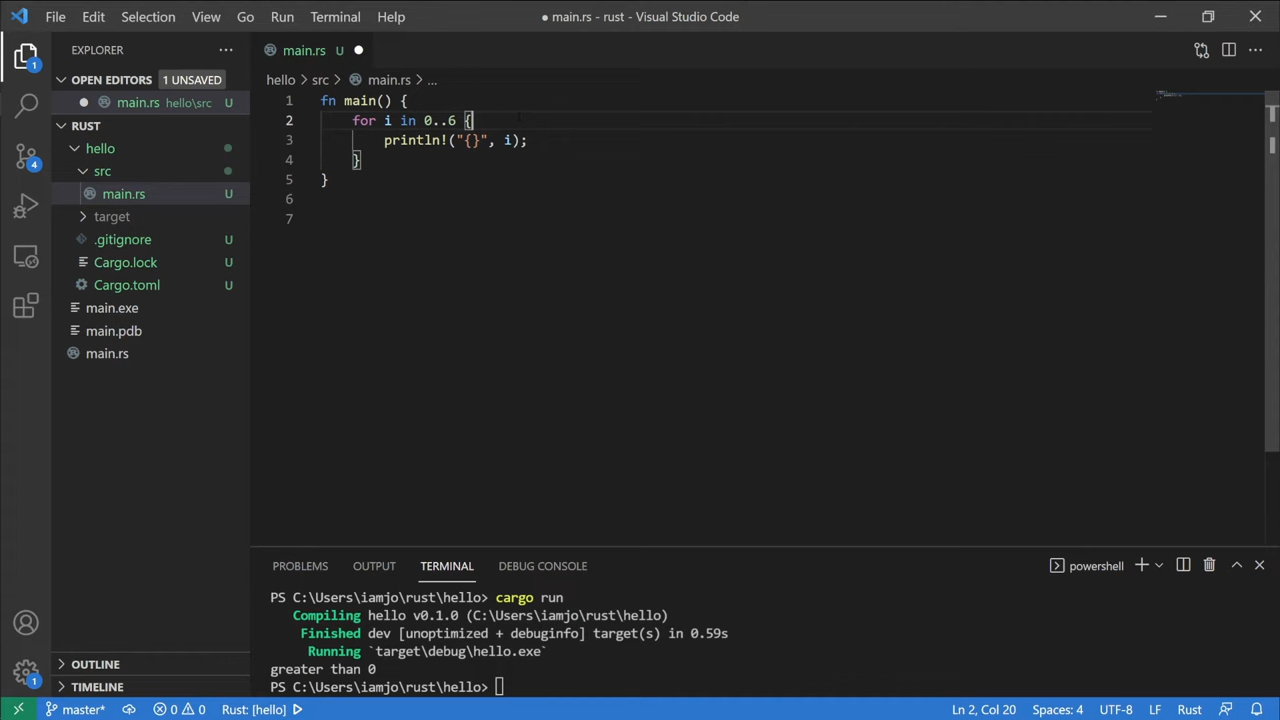 File Edit Selection View Go Run Terminal Help
● main.rs - rust - Visual Studio Code
EXPLORER
OPEN EDITORS 1 UNSAVED
main.rs hello\src U
RUST
hello
src
main.rs U
target
.gitignore U
Cargo.lock U
Cargo.toml U
main.exe
main.pdb
main.rs
OUTLINE
TIMELINE
1
4
1
main.rs U
hello > src > main.rs > ...
1 fn main() {
2 for i in 0..6 {
3 println!("{}", i);
4 }
5 }
6
7
PROBLEMS OUTPUT TERMINAL DEBUG CONSOLE
powershell
PS C:\Users\iamjo\rust\hello> cargo run
Compiling hello v0.1.0 (C:\Users\iamjo\rust\hello)
Finished dev [unoptimized + debuginfo] target(s) in 0.59s
Running `target\debug\hello.exe`
greater than 0
PS C:\Users\iamjo\rust\hello>
master* 0 0 Rust: [hello] Ln 2, Col 20 Spaces: 4 UTF-8 LF Rust